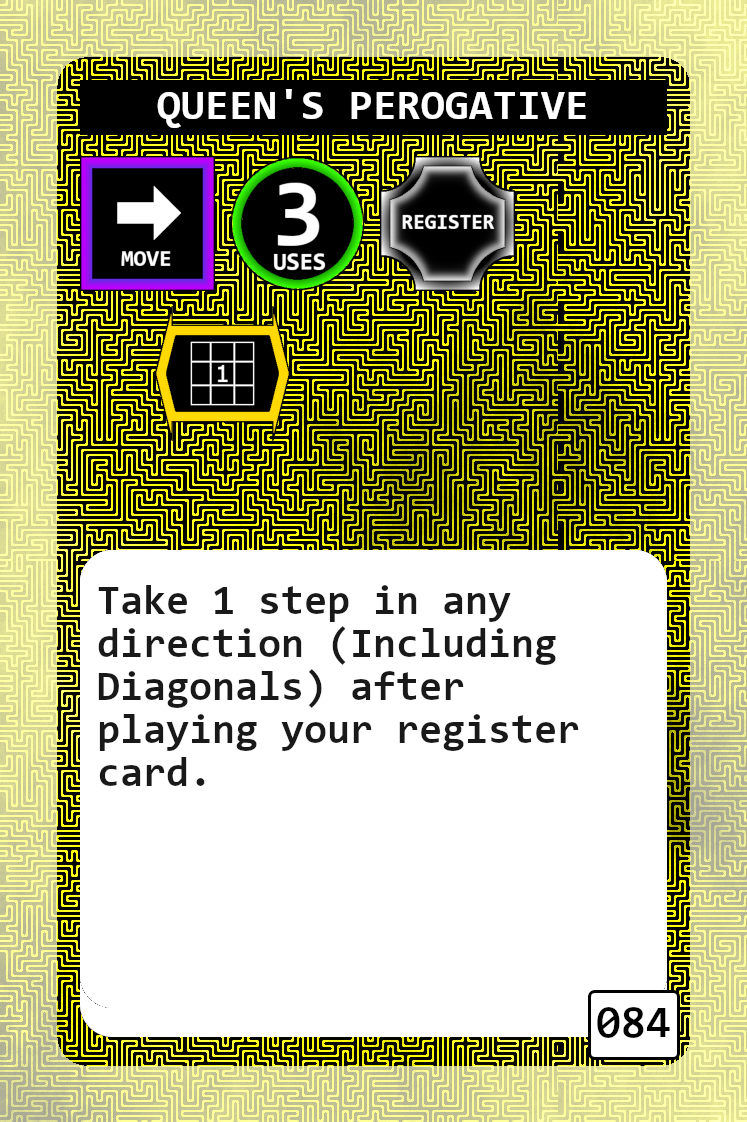 QUEEN'S PEROGATIVE
MOVE
3
USES
REGISTER
1
Take 1 step in any
direction (Including
Diagonals) after
playing your register
card.
084